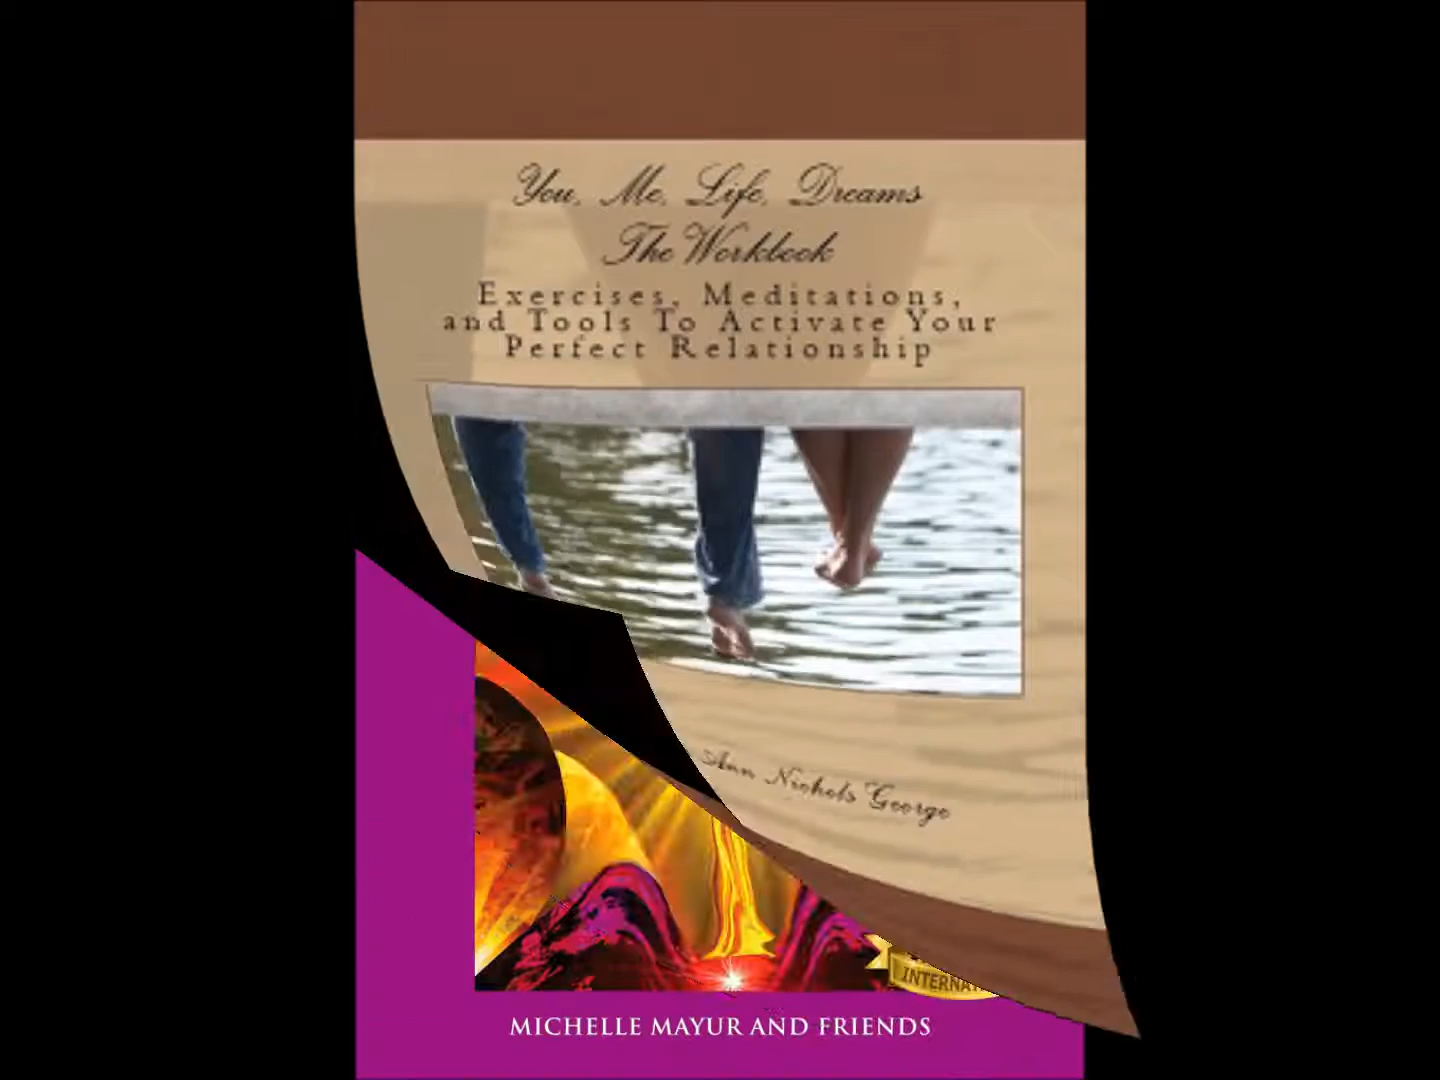 You, Me, Life, Dreams
The Workbook
Exercises, Meditations,
and Tools To Activate Your
Perfect Relationship
Ann Nichols George
MICHELLE MAYUR AND FRIENDS